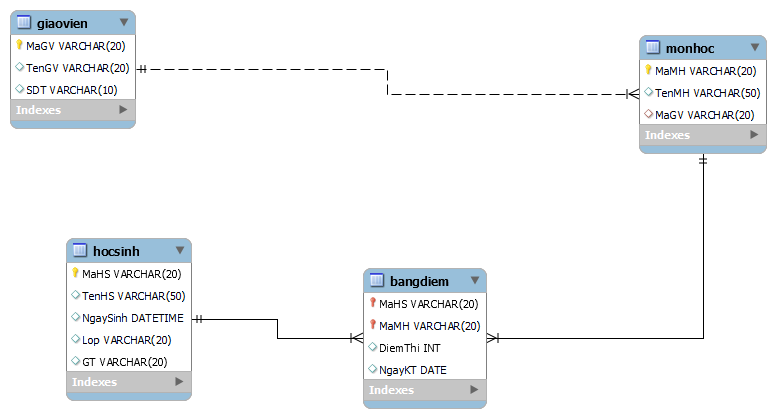 giaovien
MaGV VARCHAR(20)
TenGV VARCHAR(20)
SDT VARCHAR(10)
Indexes
monhoc
MaMH VARCHAR(20)
TenMH VARCHAR(50)
MaGV VARCHAR(20)
Indexes
hocsinh
MaHS VARCHAR(20)
TenHS VARCHAR(50)
NgaySinh DATETIME
Lop VARCHAR(20)
GT VARCHAR(20)
Indexes
bangdiem
MaHS VARCHAR(20)
MaMH VARCHAR(20)
DiemThi INT
NgayKT DATE
Indexes